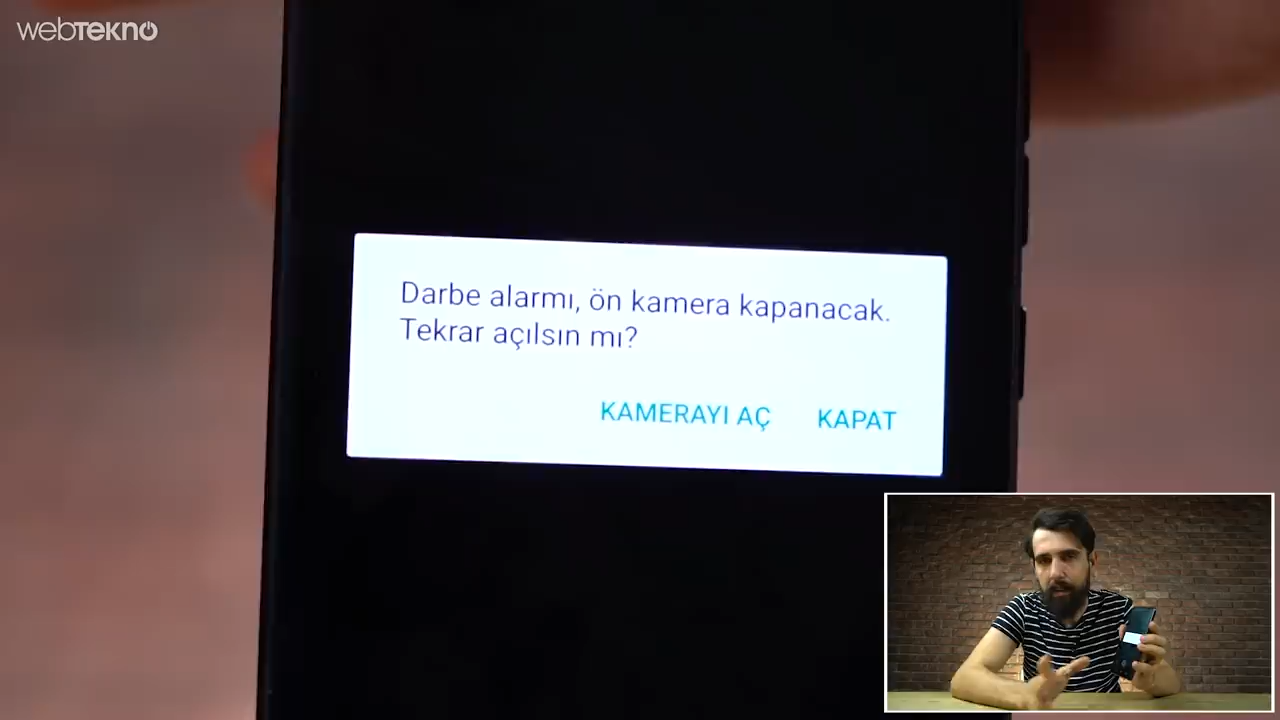 webTEKNO
Darbe alarmı, ön kamera kapanacak.
Tekrar açılsın mı?
KAMERAYI AÇ KAPAT